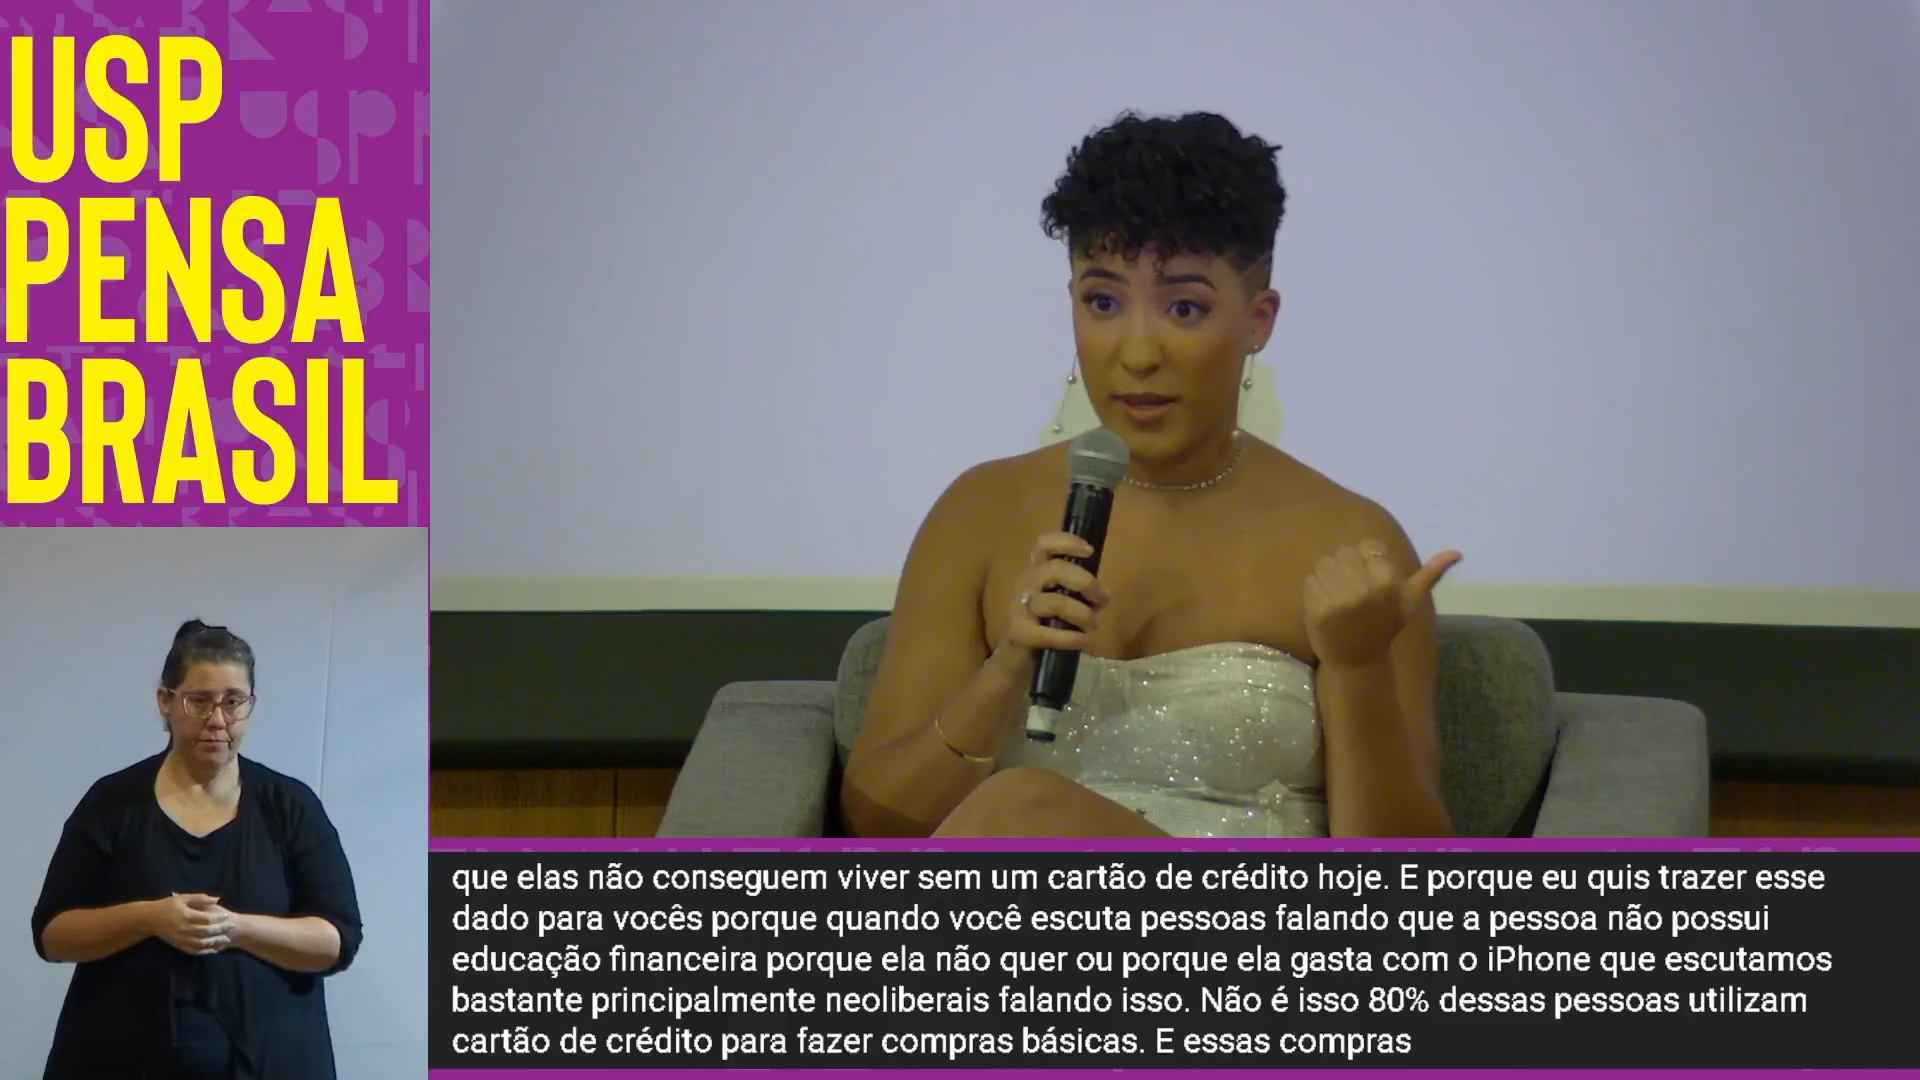 USP
PENSA
BRASIL
que elas não conseguem viver sem um cartão de crédito hoje. E porque eu quis trazer esse
dado para vocês porque quando você escuta pessoas falando que a pessoa não possui
educação financeira porque ela não quer ou porque ela gasta com o iPhone que escutamos
bastante principalmente neoliberais falando isso. Não é isso 80% dessas pessoas utilizam
cartão de crédito para fazer compras básicas. E essas compras